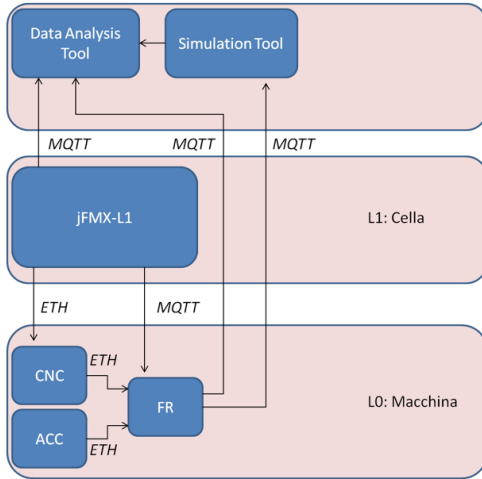 Data Analysis
Tool
Simulation Tool
MQTT
MQTT
MQTT
jFMX-L1
L1: Cella
ETH
MQTT
CNC
ETH
FR
L0: Macchina
ACC
ETH